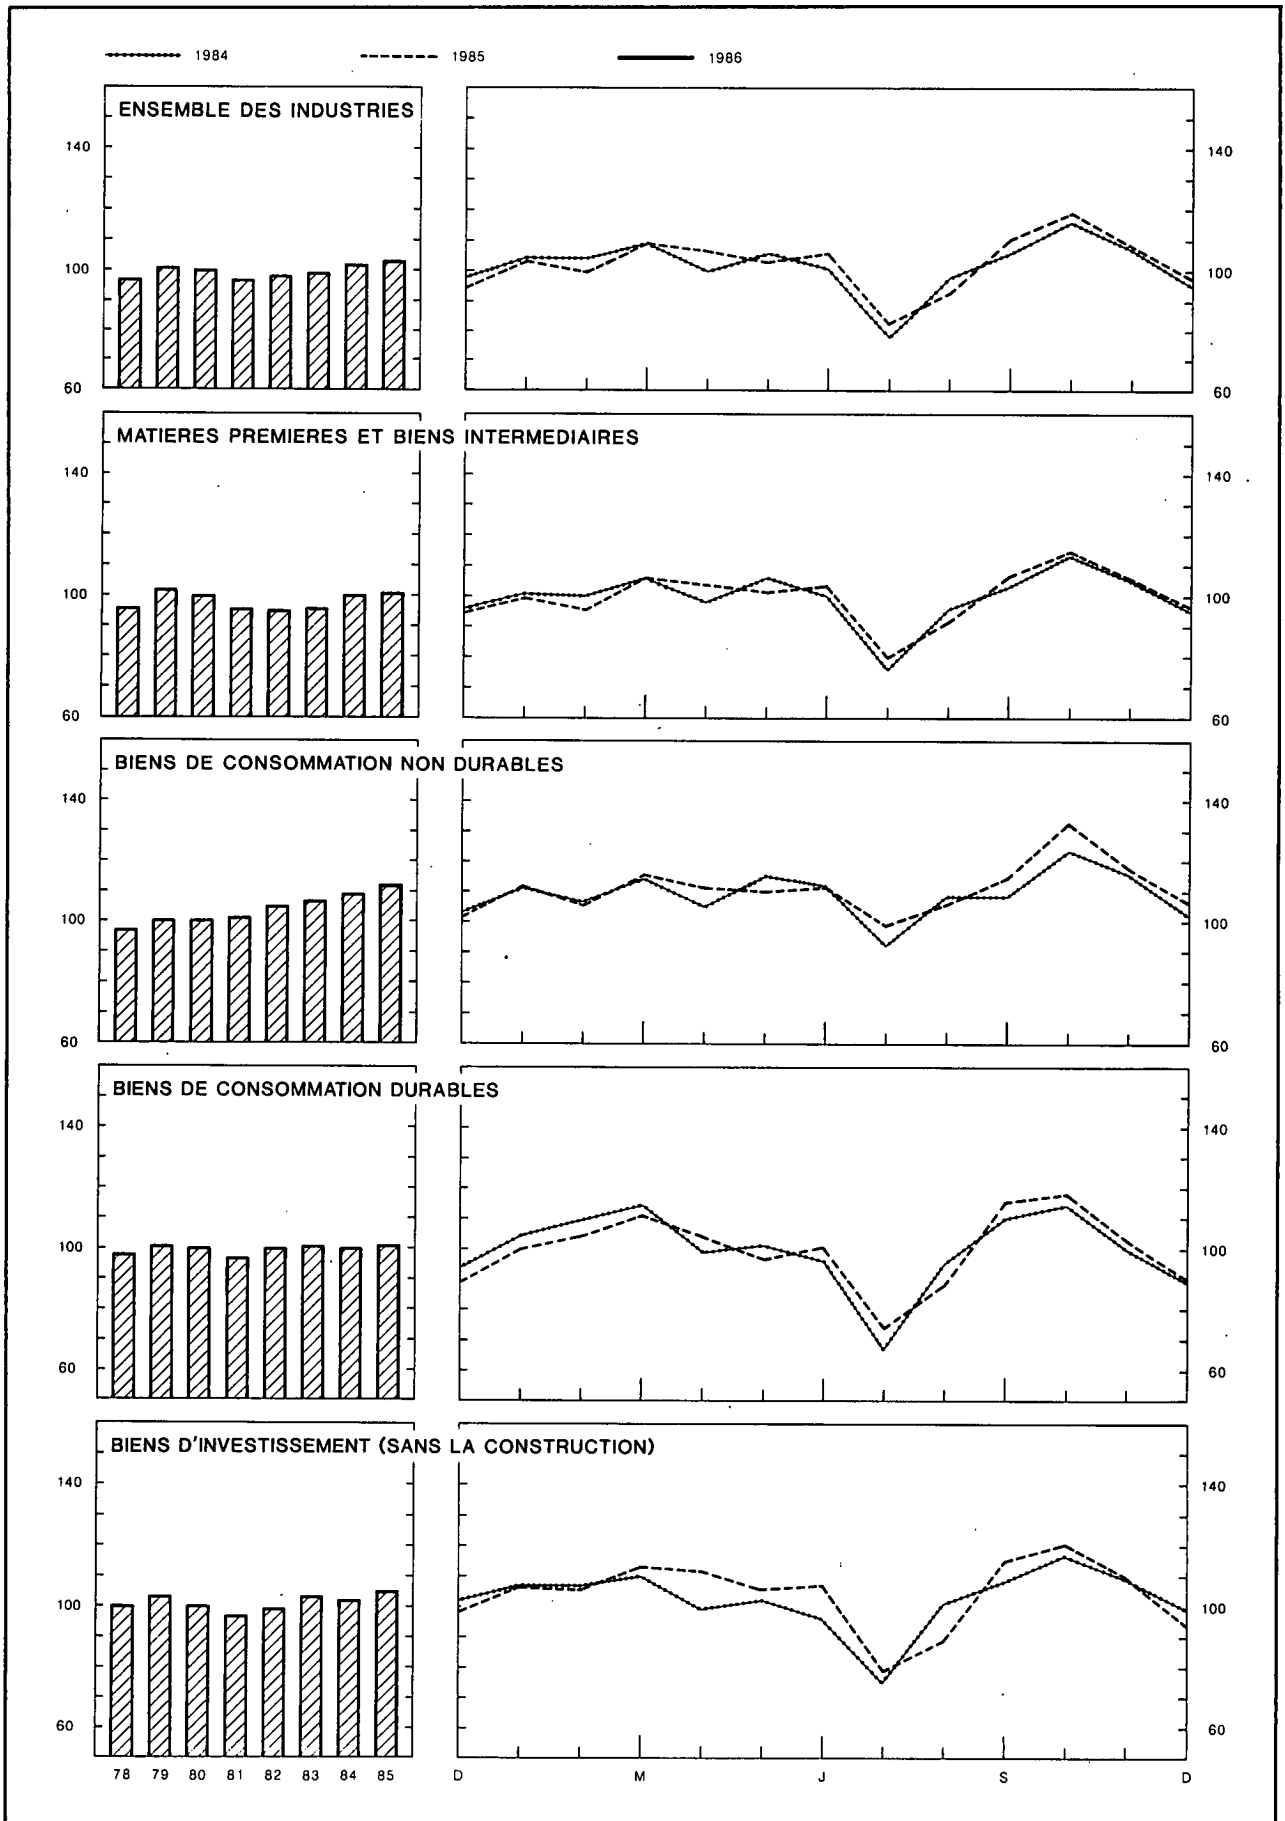 1984 1985 1986
ENSEMBLE DES INDUSTRIES
140 140
100 100
60 60
MATIERES PREMIERES ET BIENS INTERMEDIAIRES
140 140
100 100
60 60
BIENS DE CONSOMMATION NON DURABLES
140 140
100 100
60 60
BIENS DE CONSOMMATION DURABLES
140 140
100 100
60 60
BIENS D'INVESTISSEMENT (SANS LA CONSTRUCTION)
140 140
100 100
60 60
78 79 80 81 82 83 84 85 D M J S D